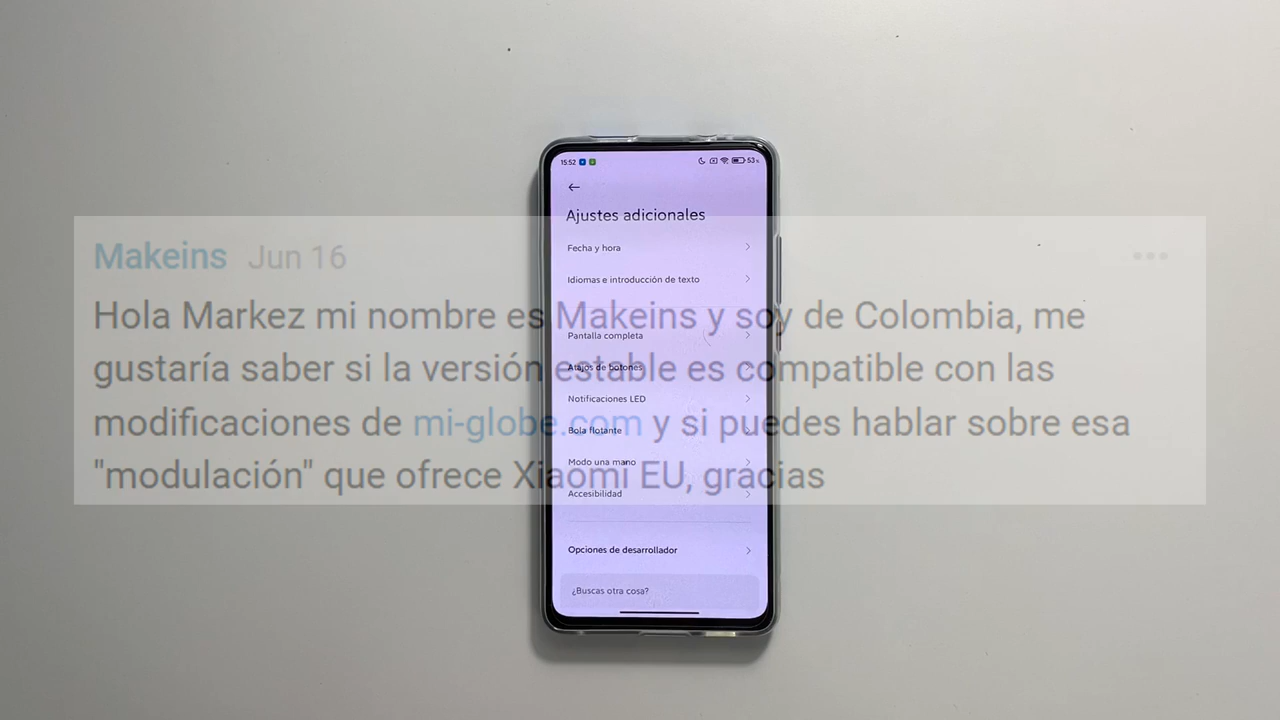 15:52
53%
Ajustes adicionales
Fecha y hora
Makeins Jun 16
Idiomas e introducción de texto
Hola Markez mi nombre es Makeins y soy de Colombia, me
Pantalla completa
gustaría saber si la versión estable es compatible con las
Atajos de botones
Notificaciones LED
modificaciones de mi-globe.com y si puedes hablar sobre esa
Bola flotante
Modo una mano
"modulación" que ofrece Xiaomi EU, gracias
Accesibilidad
Opciones de desarrollador
¿Buscas otra cosa?